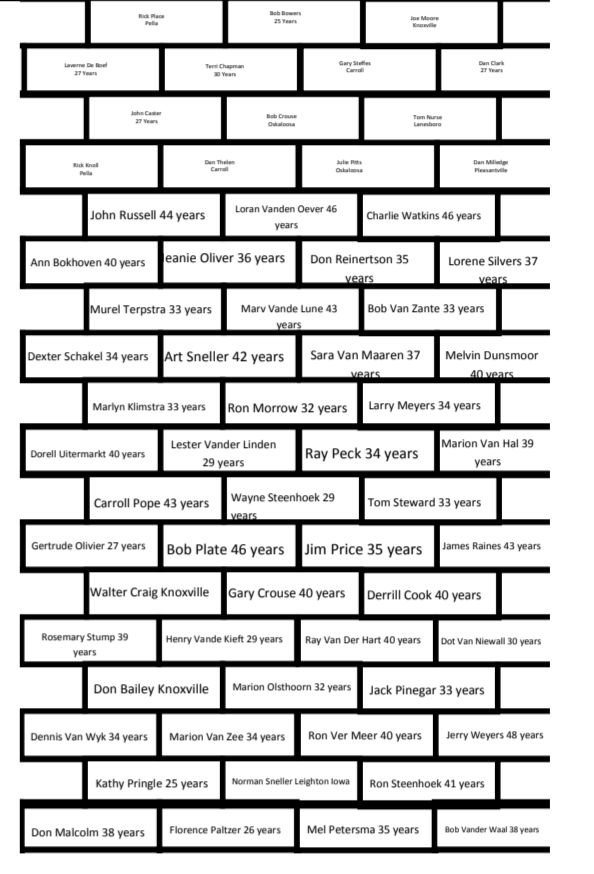 Rick Place
Pella
Bob Bowers
25 Years
Joe Moore
Knoxville
Laverne De Boef
27 Years
Terri Chapman
30 Years
Gary Steffes
Carroll
Dan Clark
27 Years
John Caster
27 Years
Bob Crouse
Oskaloosa
Tom Nurse
Lanesboro
Rick Knoll
Pella
Dan Thelen
Carroll
Julie Pitts
Oskaloosa
Dan Milledge
Pleasantville
John Russell 44 years
Loran Vanden Oever 46
years
Charlie Watkins 46 years
Ann Bokhoven 40 years
eanie Oliver 36 years
Don Reinertson 35
years
Lorene Silvers 37
years
Murel Terpstra 33 years
Marv Vande Lune 43
years
Bob Van Zante 33 years
Dexter Schakel 34 years
Art Sneller 42 years
Sara Van Maaren 37
years
Melvin Dunsmoor
40 years
Marlyn Klimstra 33 years
Ron Morrow 32 years
Larry Meyers 34 years
Dorell Uitermarkt 40 years
Lester Vander Linden
29 years
Ray Peck 34 years
Marion Van Hal 39
years
Carroll Pope 43 years
Wayne Steenhoek 29
years
Tom Steward 33 years
Gertrude Olivier 27 years
Bob Plate 46 years
Jim Price 35 years
James Raines 43 years
Walter Craig Knoxville
Gary Crouse 40 years
Derrill Cook 40 years
Rosemary Stump 39
years
Henry Vande Kieft 29 years
Ray Van Der Hart 40 years
Dot Van Niewall 30 years
Don Bailey Knoxville
Marion Olsthoorn 32 years
Jack Pinegar 33 years
Dennis Van Wyk 34 years
Marion Van Zee 34 years
Ron Ver Meer 40 years
Jerry Weyers 48 years
Kathy Pringle 25 years
Norman Sneller Leighton Iowa
Ron Steenhoek 41 years
Don Malcolm 38 years
Florence Paltzer 26 years
Mel Petersma 35 years
Bob Vander Waal 38 years